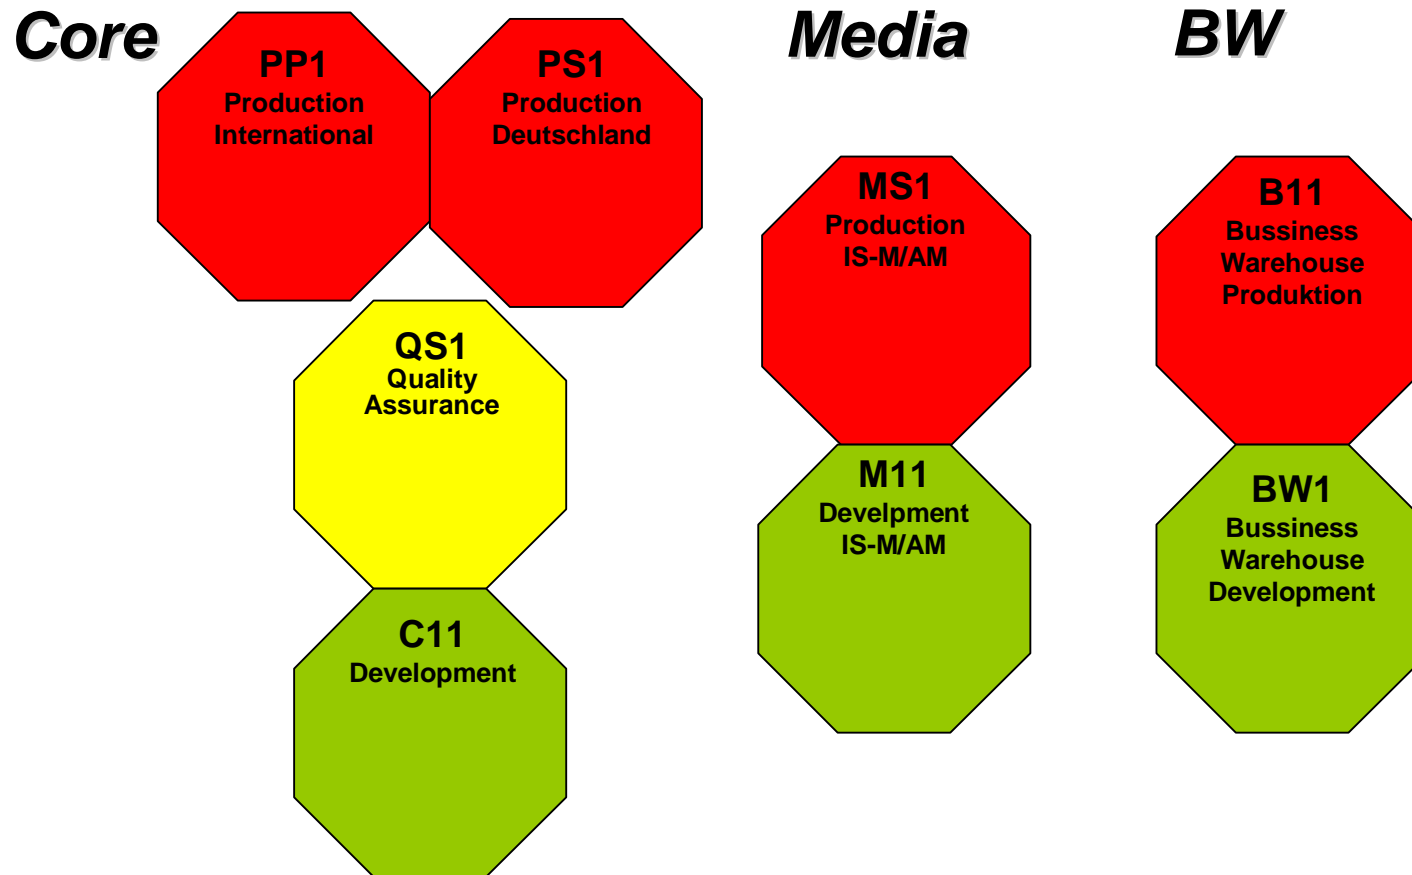 Core
PP1
Production
International
PS1
Production
Deutschland
QS1
Quality
Assurance
C11
Development
Media
MS1
Production
IS-M/AM
M11
Develpment
IS-M/AM
BW
B11
Bussiness
Warehouse
Produktion
BW1
Bussiness
Warehouse
Development